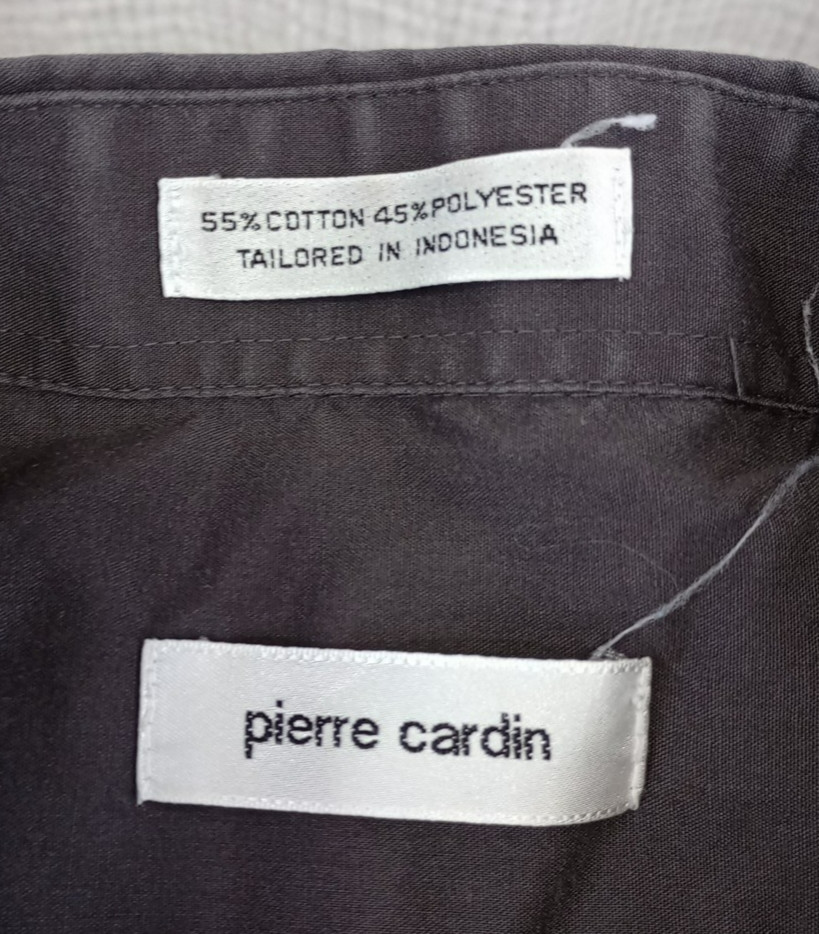 55% COTTON 45% POLYESTER
TAILORED IN INDONESIA
pierre cardin